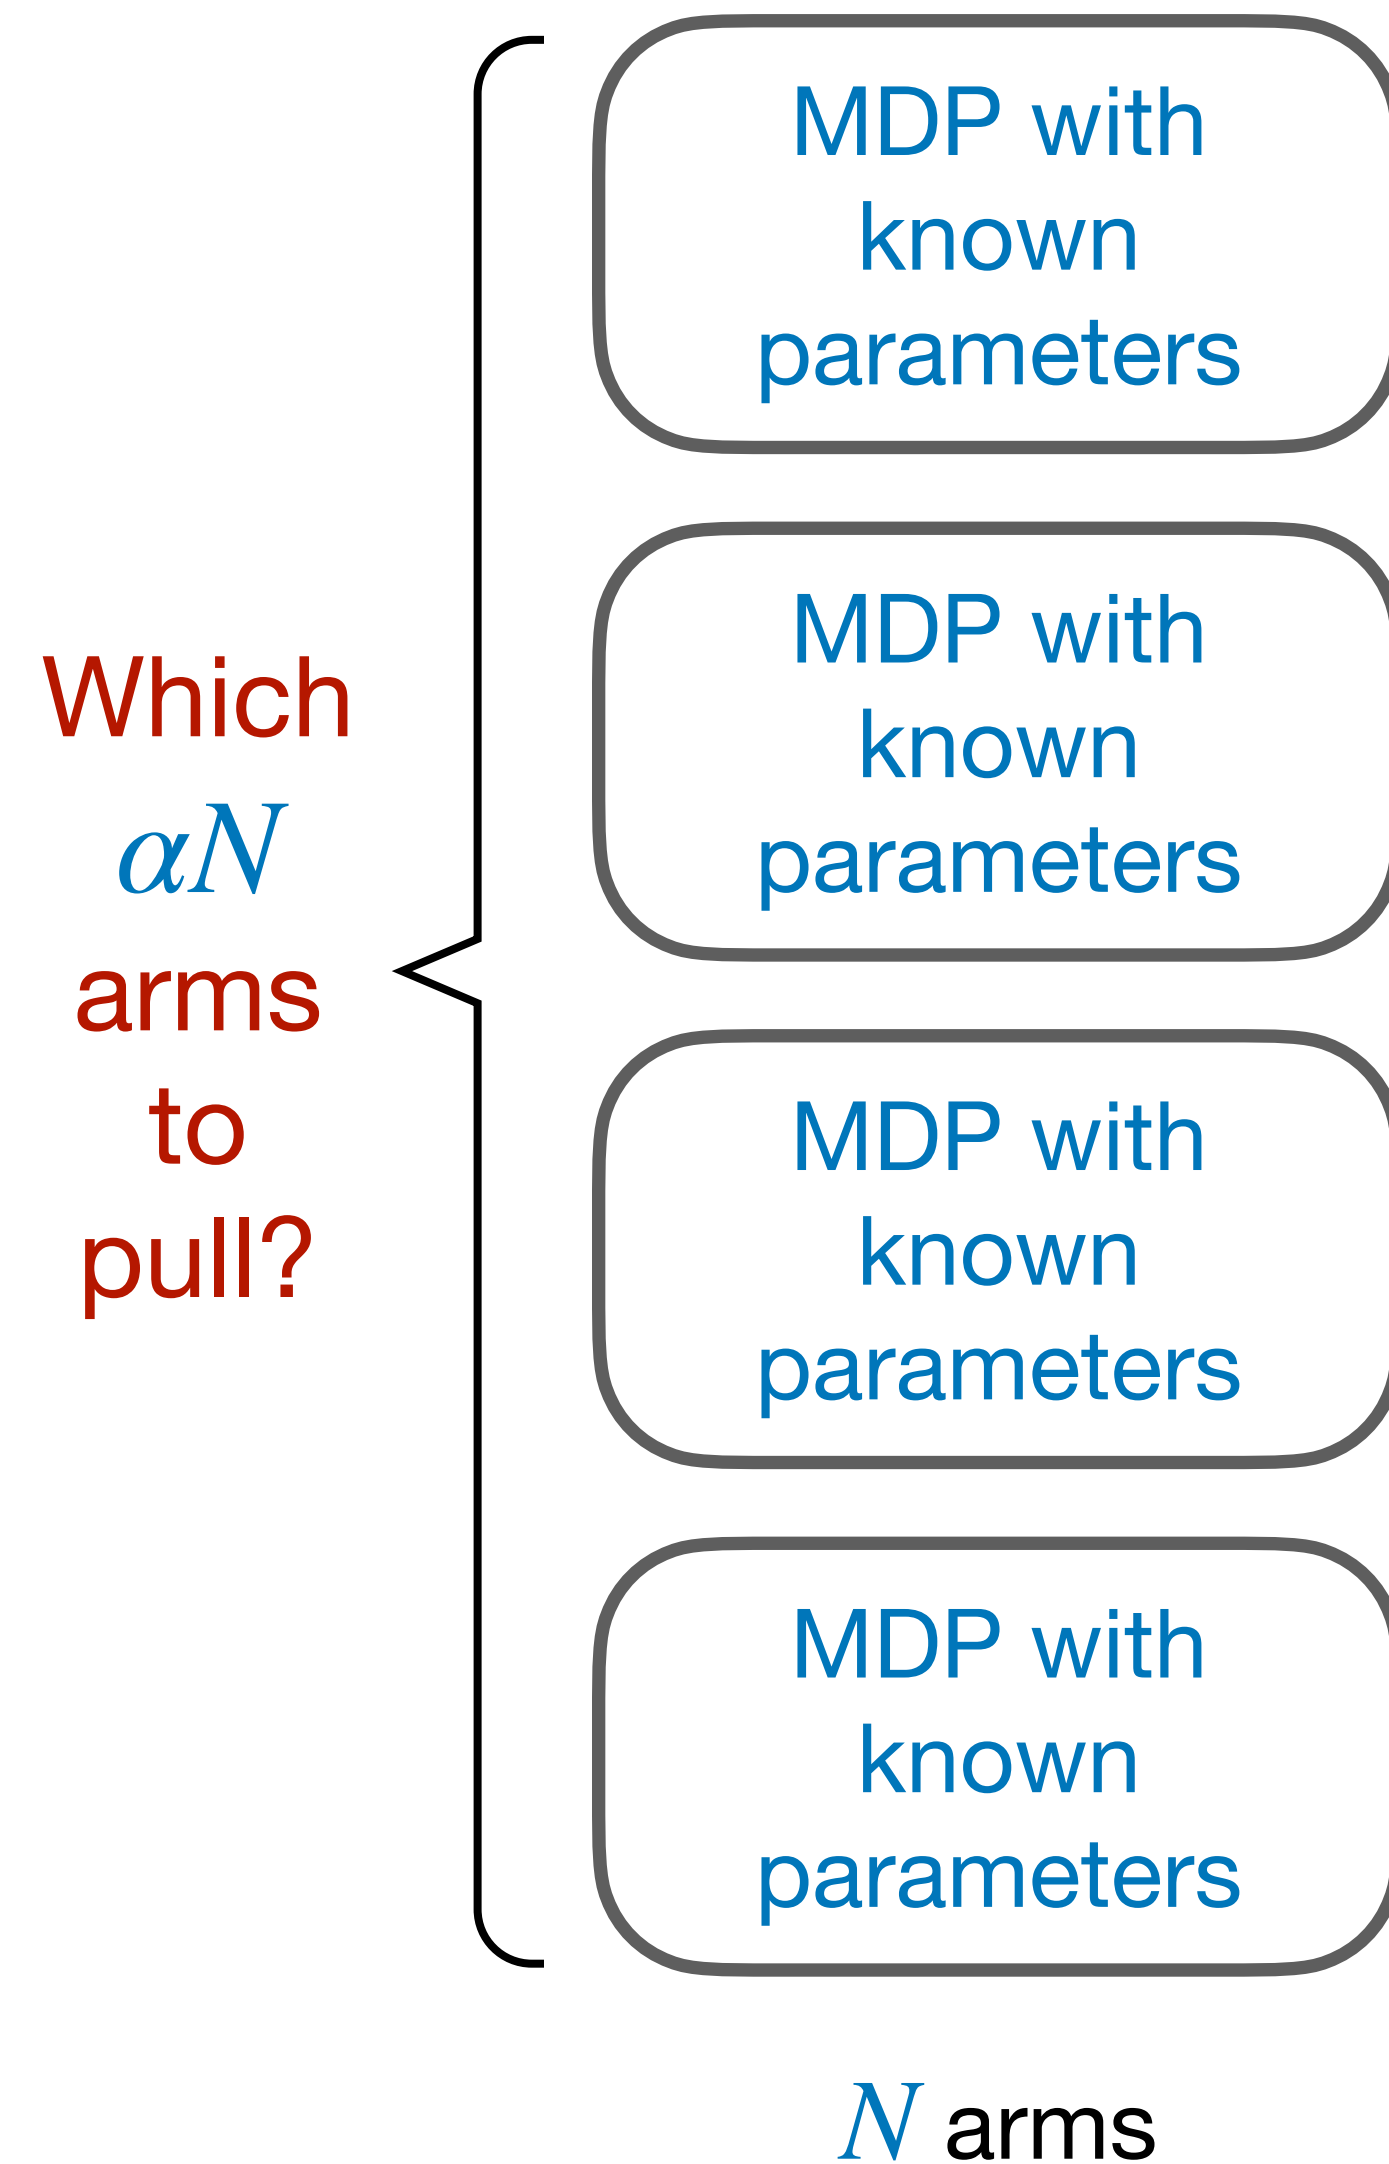 Which
αN
arms
to
pull?
MDP with
known
parameters
MDP with
known
parameters
MDP with
known
parameters
MDP with
known
parameters
N arms